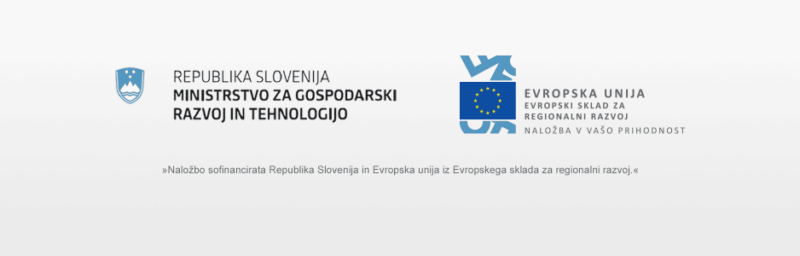 REPUBLIKA SLOVENIJA
MINISTRSTVO ZA GOSPODARSKI
RAZVOJ IN TEHNOLOGIJO
EVROPSKA UNIJA
EVROPSKI SKLAD ZA
REGIONALNI RAZVOJ
NALOŽBA V VAŠO PRIHODNOST
»Naložbo sofinancirata Republika Slovenija in Evropska unija iz Evropskega sklada za regionalni razvoj.«